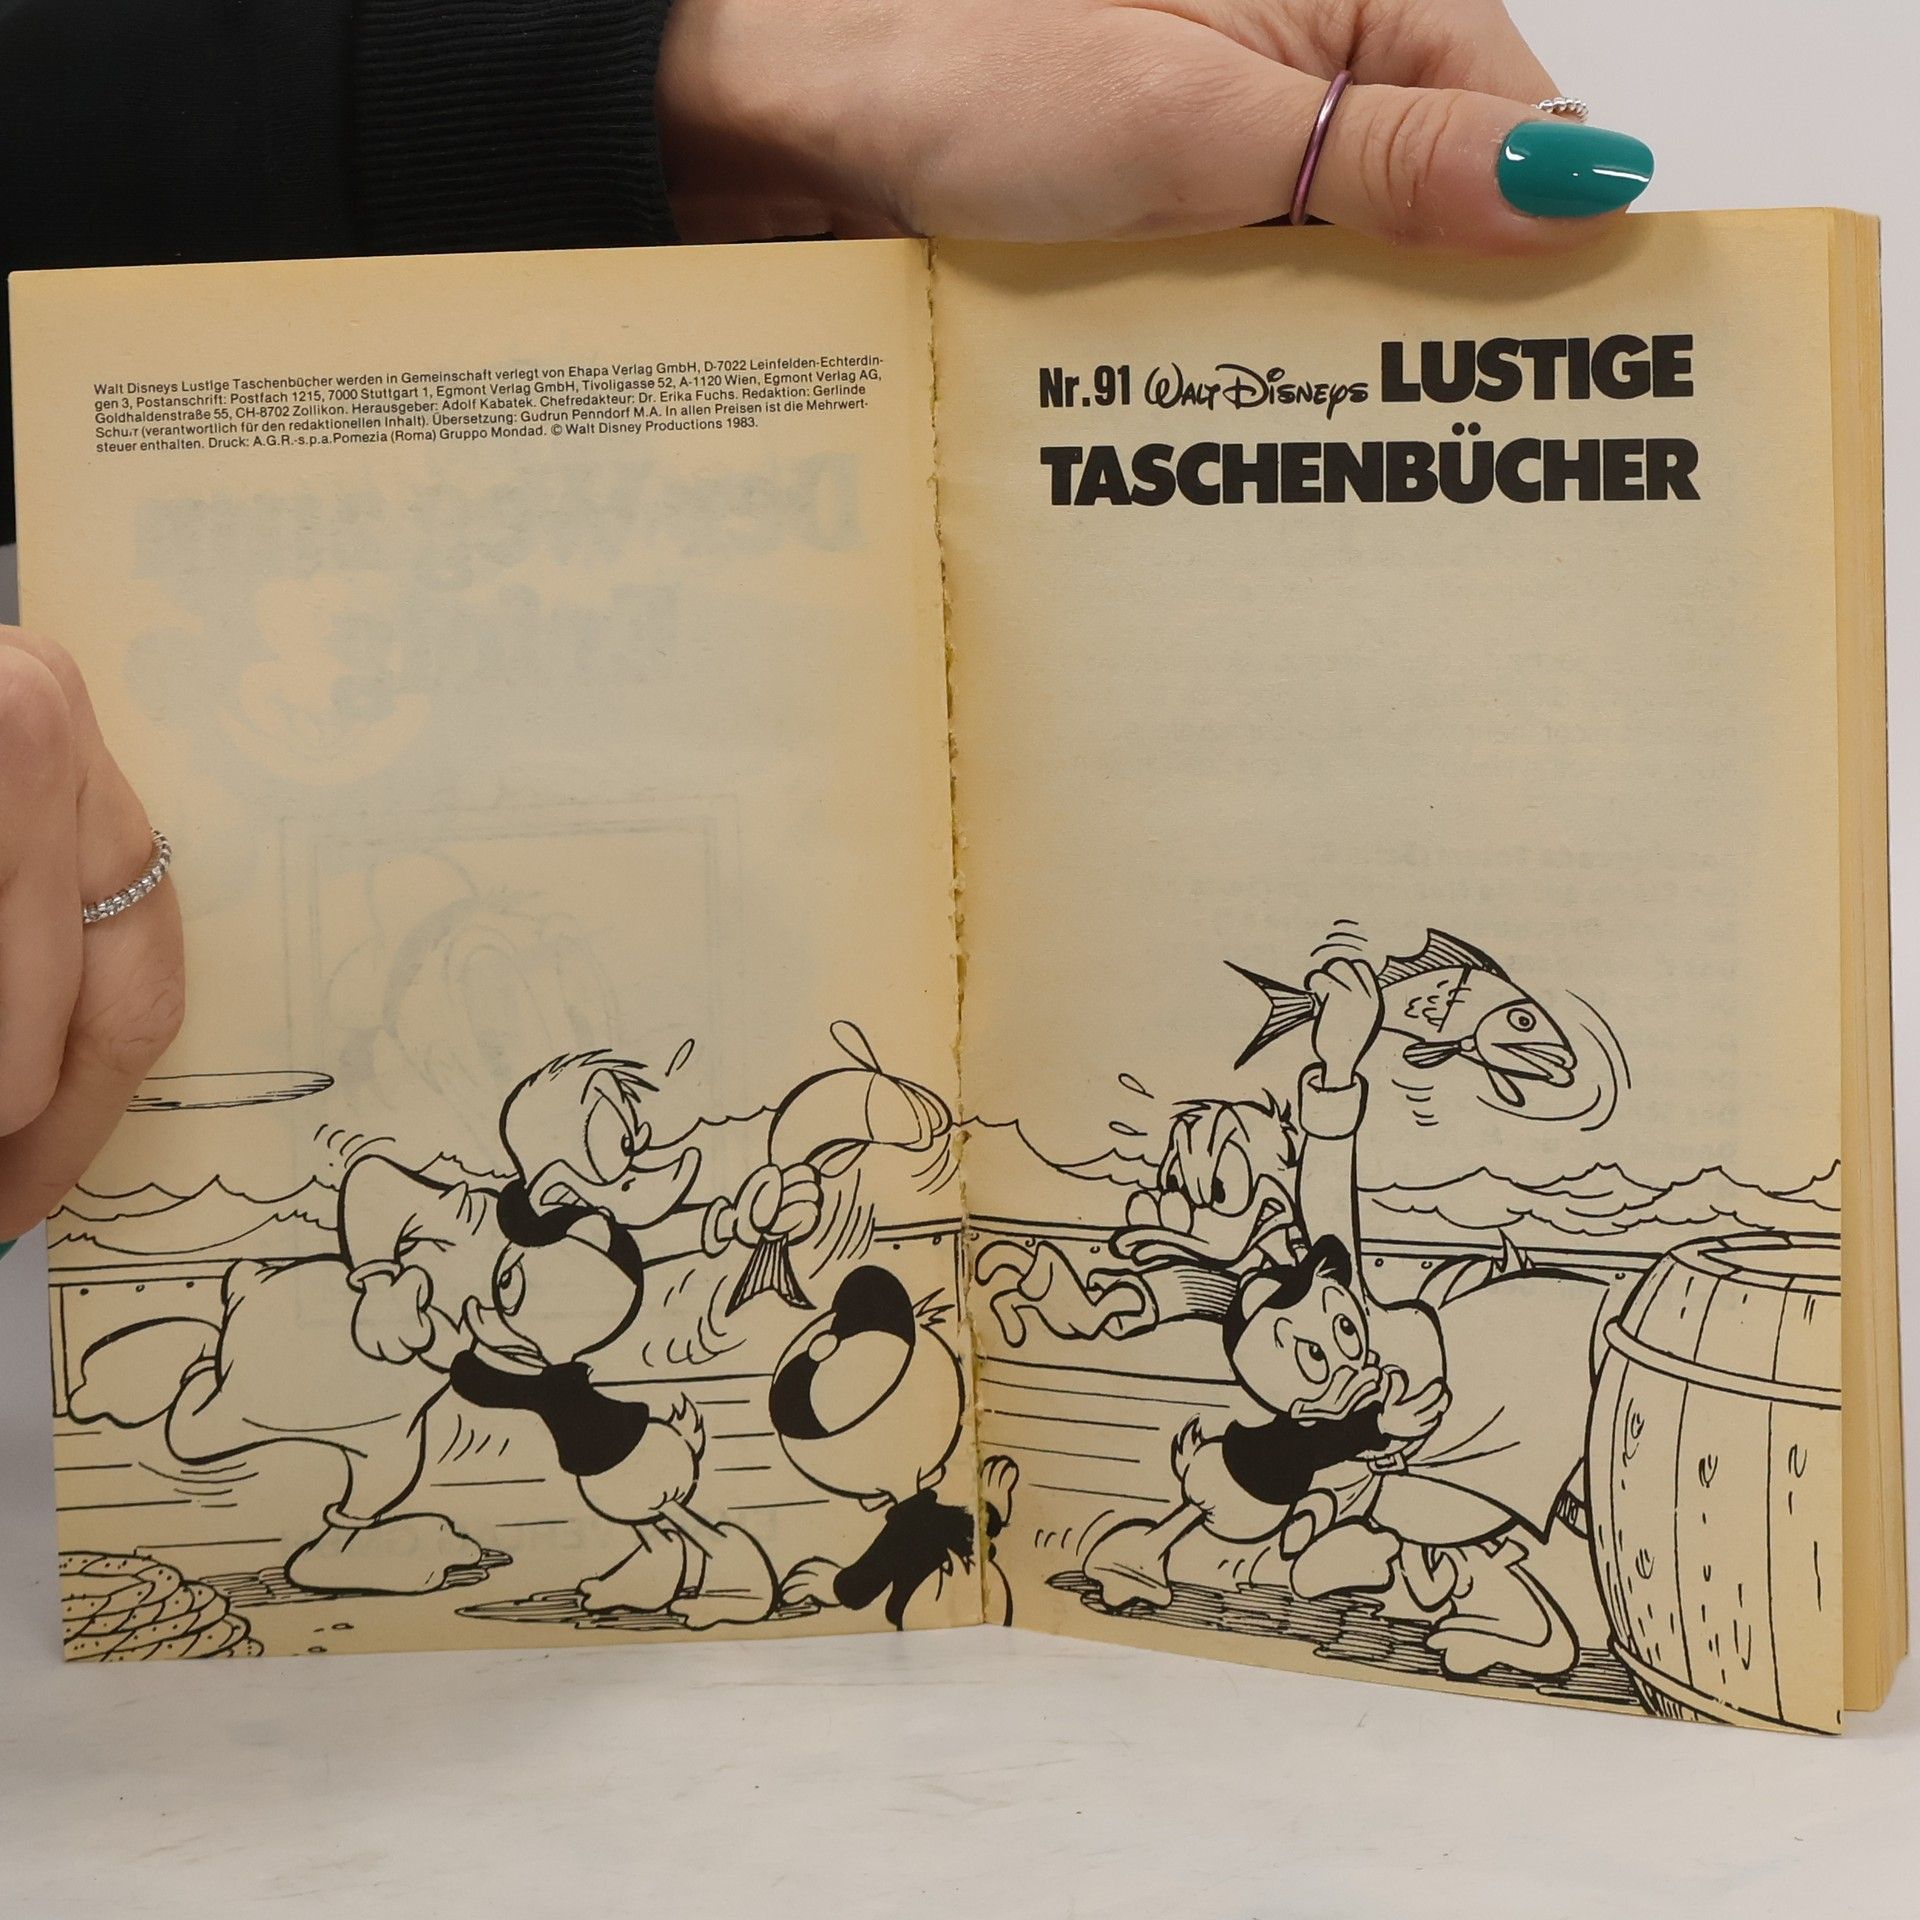 Walt Disneys Lustige Taschenbücher werden in Gemeinschaft verlegt von Ehapa Verlag GmbH, D-7022 Leinfelden-Echterdin-
gen 3, Postanschrift: Postfach 1215, 7000 Stuttgart 1, Egmont Verlag GmbH, Tivoligasse 52, A-1120 Wien, Egmont Verlag AG,
Goldhaldenstraße 55, CH-8702 Zollikon. Herausgeber: Adolf Kabatek. Chefredakteur: Dr. Erika Fuchs. Redaktion: Gerlinde
(verantwortlich für den redaktionellen Inhalt). Übersetzung: Gudrun Penndorf M.A. In allen Preisen ist die Mehrwert-
steuer enthalten. Druck: A.G.R.-s.p.a. Pomezia (Roma) Gruppo Mondad. © Walt Disney Productions 1983.
Nr. 91 WALT DISNEYS LUSTIGE
TASCHENBÜCHER